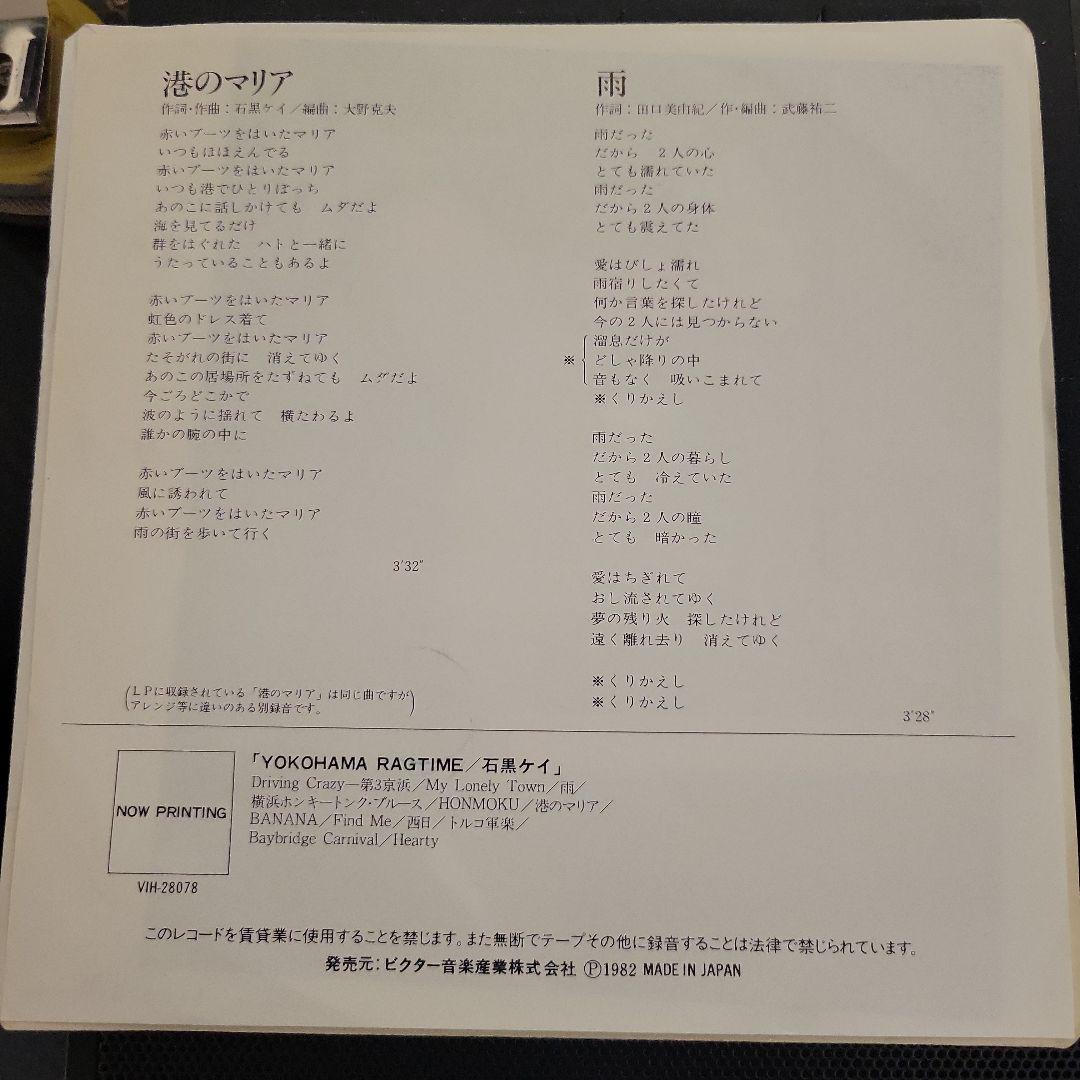 港のマリア
作詞・作曲：石黒ケイ／編曲：大野克夫
赤いブーツをはいたマリア
いつもほほえんでる
赤いブーツをはいたマリア
いつも港でひとりぼっち
あのこに話しかけても　ムダだよ
海を見てるだけ
群をはぐれた　ハトと一緒に
うたっていることもあるよ
赤いブーツをはいたマリア
虹色のドレス着て
赤いブーツをはいたマリア
たそがれの街に　消えてゆく
あのこの居場所をたずねても　ムダだよ
今ごろどこかで
波のように揺れて　横たわるよ
誰かの腕の中に
赤いブーツをはいたマリア
風に誘われて
赤いブーツをはいたマリア
雨の街を歩いて行く
3′32″
(LPに収録されている「港のマリア」は同じ曲ですが
アレンジ等に違いのある別録音です。)
雨
作詞：田口美由紀／作・編曲：武藤祐二
雨だった
だから　2人の心
とても濡れていた
雨だった
だから2人の身体
とても震えてた
愛はびしょ濡れ
雨宿りしたくて
何か言葉を探したけれど
今の2人には見つからない
溜息だけが
※どしゃ降りの中
音もなく　吸いこまれて
※くりかえし
雨だった
だから2人の暮らし
とても　冷えていた
雨だった
だから2人の瞳
とても　暗かった
愛はちぎれて
おし流されてゆく
夢の残り火　探したけれど
遠く離れ去り　消えてゆく
※くりかえし
※くりかえし
3′28″
NOW PRINTING
VIH-28078
「YOKOHAMA RAGTIME／石黒ケイ」
Driving Crazy—第3京浜／My Lonely Town／雨／
横浜ホンキートンク・ブルース／HONMOKU／港のマリア／
BANANA／Find Me／西日／トルコ軍楽／
Baybridge Carnival／Hearty
このレコードを賃貸業に使用することを禁じます。また無断でテープその他に録音することは法律で禁じられています。
発売元：ビクター音楽産業株式会社 Ⓟ1982 MADE IN JAPAN